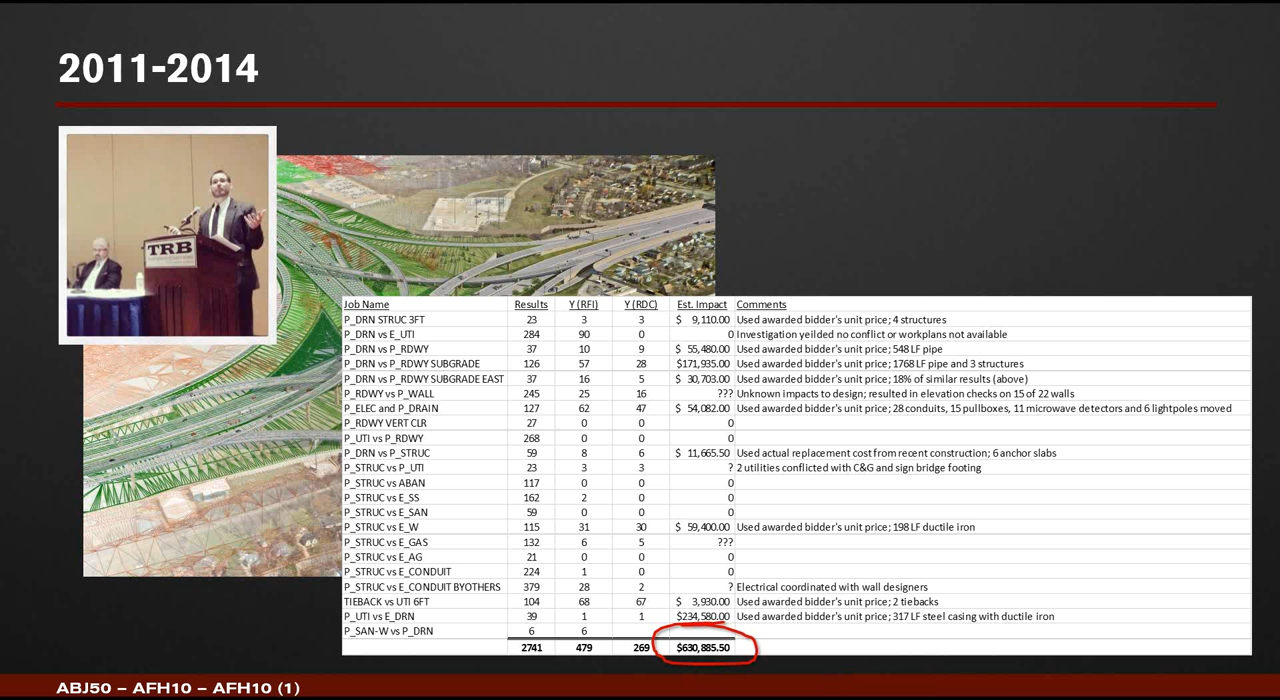 2011-2014
TRB
Job Name Results Y (RFI) Y (RDC) Est. Impact Comments
P_DRN STRUC 3FT 23 3 3 $ 9,110.00 Used awarded bidder's unit price; 4 structures
P_DRN vs E_UTI 284 90 0 0 Investigation yeilded no conflict or workplans not available
P_DRN vs P_RDWY 37 10 9 $ 55,480.00 Used awarded bidder's unit price; 548 LF pipe
P_DRN vs P_RDWY SUBGRADE 126 57 28 $171,935.00 Used awarded bidder's unit price; 1768 LF pipe and 3 structures
P_DRN vs P_RDWY SUBGRADE EAST 37 16 5 $ 30,703.00 Used awarded bidder's unit price; 18% of similar results (above)
P_RDWY vs P_WALL 245 25 16 ??? Unknown impacts to design; resulted in elevation checks on 15 of 22 walls
P_ELEC and P_DRAIN 127 62 47 $ 54,082.00 Used awarded bidder's unit price; 28 conduits, 15 pullboxes, 11 microwave detectors and 6 lightpoles moved
P_RDWY VERT CLR 27 0 0 0
P_UTI vs P_RDWY 268 0 0 0
P_DRN vs P_STRUC 59 8 6 $ 11,665.50 Used actual replacement cost from recent construction; 6 anchor slabs
P_STRUC vs P_UTI 23 3 3 ? 2 utilities conflicted with C&G and sign bridge footing
P_STRUC vs ABAN 117 0 0 0
P_STRUC vs E_SS 162 2 0 0
P_STRUC vs E_SAN 59 0 0 0
P_STRUC vs E_W 115 31 30 $ 59,400.00 Used awarded bidder's unit price; 198 LF ductile iron
P_STRUC vs E_GAS 132 6 5 ???
P_STRUC vs E_AG 21 0 0 0
P_STRUC vs E_CONDUIT 224 1 0 0
P_STRUC vs E_CONDUIT BYOTHERS 379 28 2 ? Electrical coordinated with wall designers
TIEBACK vs UTI 6FT 104 68 67 $ 3,930.00 Used awarded bidder's unit price; 2 tiebacks
P_UTI vs E_DRN 39 1 1 $234,580.00 Used awarded bidder's unit price; 317 LF steel casing with ductile iron
P_SAN-W vs P_DRN 6 6
2741 479 269 $630,885.50
ABJ50 – AFH10 – AFH10 (1)